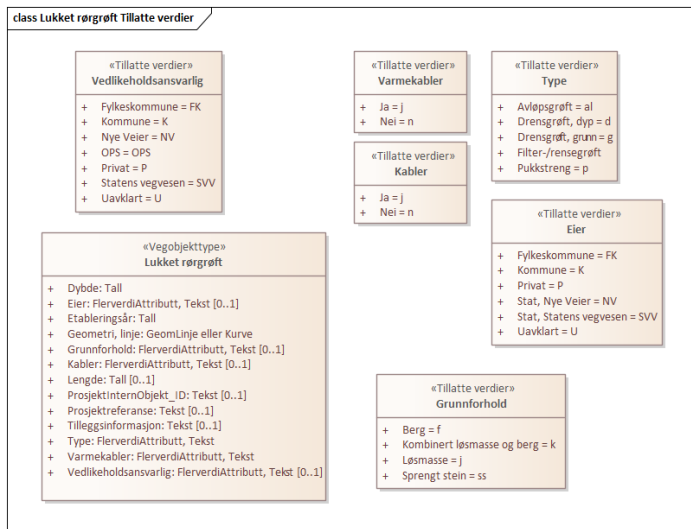 class Lukket rørgrøft Tillatte verdier
«Tillatte verdier»
Vedlikeholdsansvarlig
+ Fylkeskommune = FK
+ Kommune = K
+ Nye Veier = NV
+ OPS = OPS
+ Privat = P
+ Statens vegvesen = SVV
+ Uavklart = U
«Tillatte verdier»
Varmekabler
+ Ja = j
+ Nei = n
«Tillatte verdier»
Kabler
+ Ja = j
+ Nei = n
«Tillatte verdier»
Type
+ Avløpsgrøft = al
+ Drensgrøft, dyp = d
+ Drensgrøft, grunn = g
+ Filter-/rensegrøft
+ Pukkstreng = p
«Tillatte verdier»
Eier
+ Fylkeskommune = FK
+ Kommune = K
+ Privat = P
+ Stat, Nye Veier = NV
+ Stat, Statens vegvesen = SVV
+ Uavklart = U
«Vegobjekttype»
Lukket rørgrøft
+ Dybde: Tall
+ Eier: FlerverdiAttributt, Tekst [0..1]
+ Etableringsår: Tall
+ Geometri, linje: GeomLinje eller Kurve
+ Grunnforhold: FlerverdiAttributt, Tekst [0..1]
+ Kabler: FlerverdiAttributt, Tekst [0..1]
+ Lengde: Tall [0..1]
+ ProsjektInternObjekt_ID: Tekst [0..1]
+ Prosjektreferanse: Tekst [0..1]
+ Tilleggsinformasjon: Tekst [0..1]
+ Type: FlerverdiAttributt, Tekst
+ Varmekabler: FlerverdiAttributt, Tekst
+ Vedlikeholdsansvarlig: FlerverdiAttributt, Tekst [0..1]
«Tillatte verdier»
Grunnforhold
+ Berg = f
+ Kombinert løsmasse og berg = k
+ Løsmasse = j
+ Sprengt stein = ss